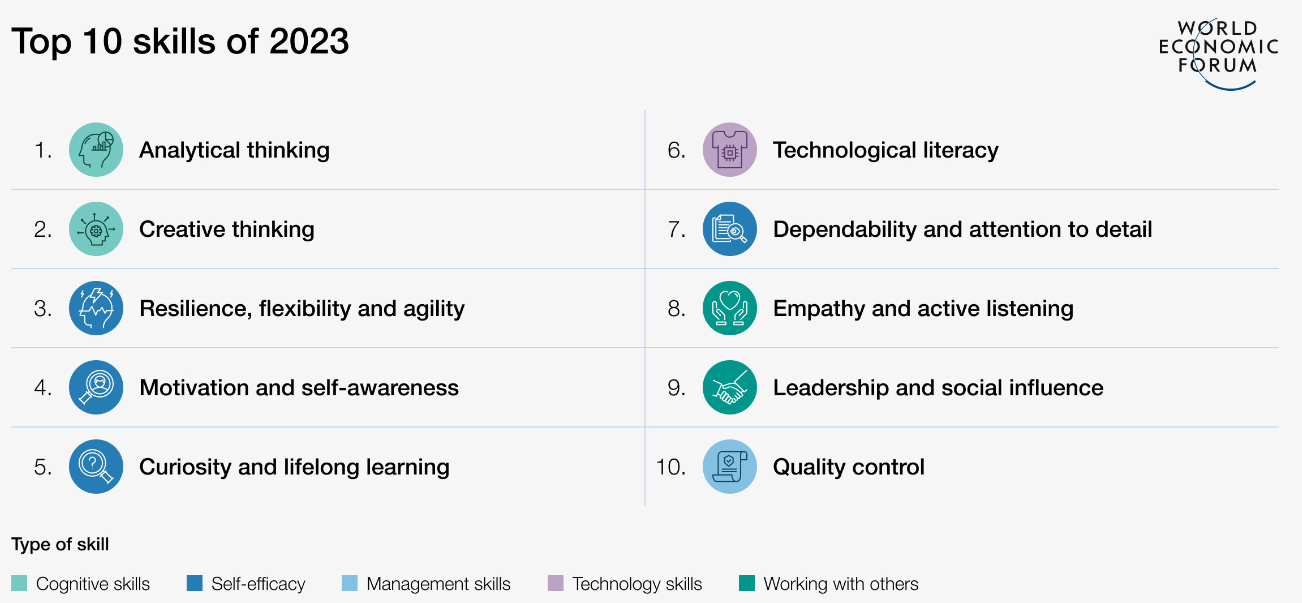 Top 10 skills of 2023
WORLD
ECONOMIC
FORUM
1. Analytical thinking
2. Creative thinking
3. Resilience, flexibility and agility
4. Motivation and self-awareness
5. Curiosity and lifelong learning
6. Technological literacy
7. Dependability and attention to detail
8. Empathy and active listening
9. Leadership and social influence
10. Quality control
Type of skill
Cognitive skills Self-efficacy Management skills Technology skills Working with others